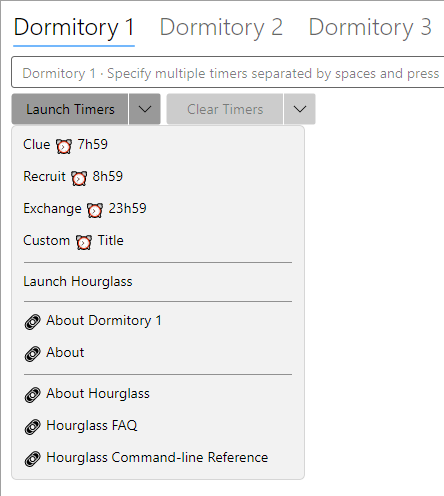 Dormitory 1 Dormitory 2 Dormitory 3
Dormitory 1 · Specify multiple timers separated by spaces and press
Launch Timers Clear Timers
Clue ⏰ 7h59
Recruit ⏰ 8h59
Exchange ⏰ 23h59
Custom ⏰ Title
Launch Hourglass
About Dormitory 1
About
About Hourglass
Hourglass FAQ
Hourglass Command-line Reference